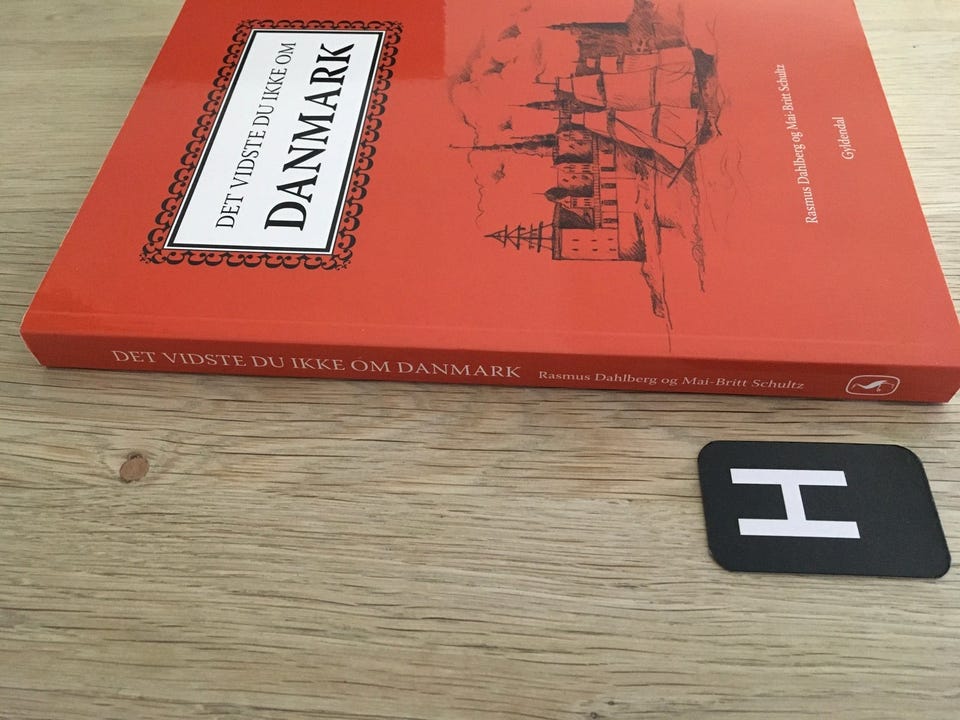 DET VIDSTE DU IKKE OM
DANMARK
Rasmus Dahlberg og Mai-Britt Schultz
Gyldendal
DET VIDSTE DU IKKE OM DANMARK Rasmus Dahlberg og Mai-Britt Schultz
H